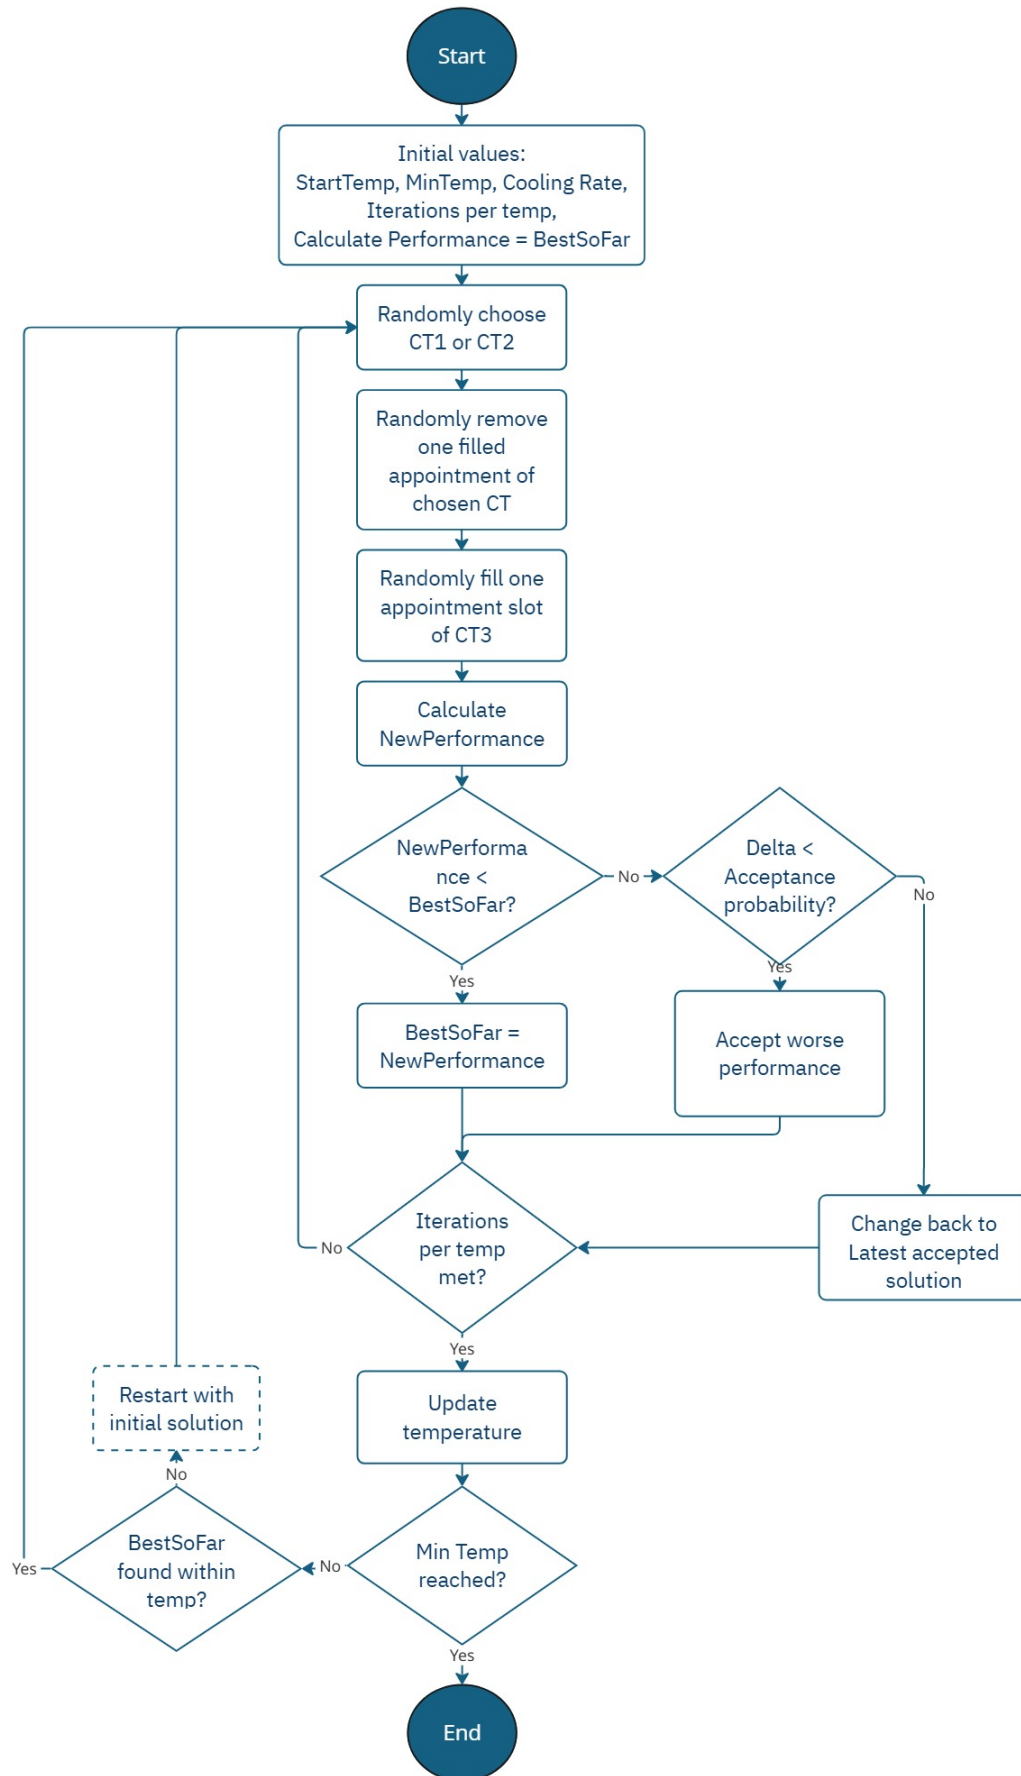 Start
Initial values:
StartTemp, MinTemp, Cooling Rate,
Iterations per temp,
Calculate Performance = BestSoFar
Randomly choose
CT1 or CT2
Randomly remove
one filled
appointment of
chosen CT
Randomly fill one
appointment slot
of CT3
Calculate
NewPerformance
NewPerforma
nce <
BestSoFar?
No
Delta <
Acceptance
probability?
No
Yes
Yes
BestSoFar =
NewPerformance
Accept worse
performance
Iterations
per temp
met?
No
Change back to
Latest accepted
solution
Yes
Update
temperature
Restart with
initial solution
No
BestSoFar
found within
temp?
Yes
No
Min Temp
reached?
Yes
End